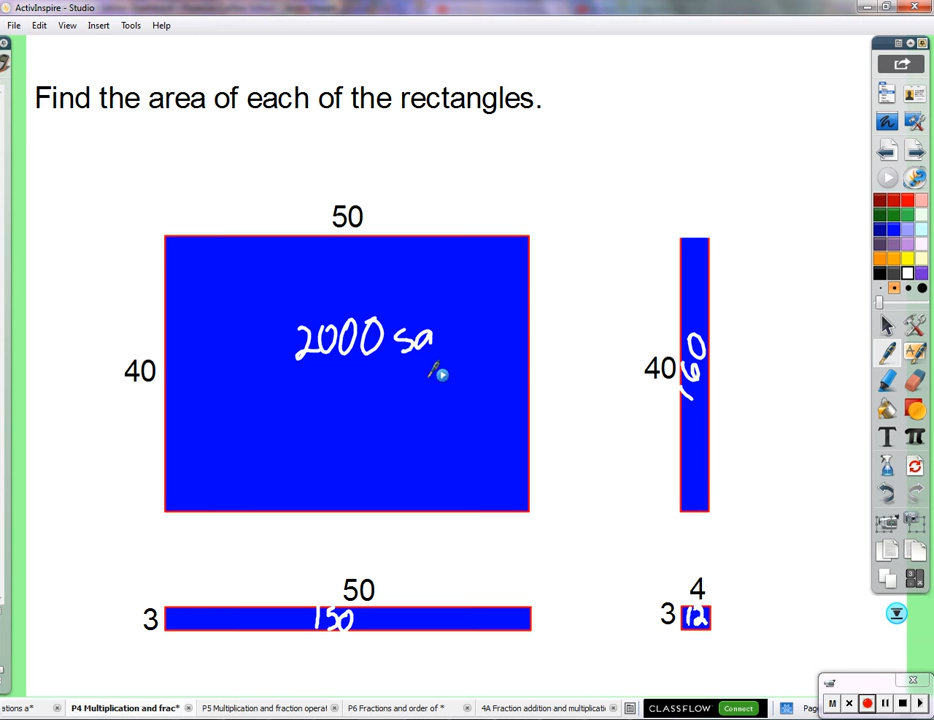 ActivInspire - Studio
File Edit View Insert Tools Help
Find the area of each of the rectangles.
50
40
2000 sq
40
160
50
3
150
4
3
12
ations a* P4 Multiplication and frac* P5 Multiplication and fraction operat P6 Fractions and order of * 4A Fraction addition and multiplicati CLASSFLOW Connect Pag
M